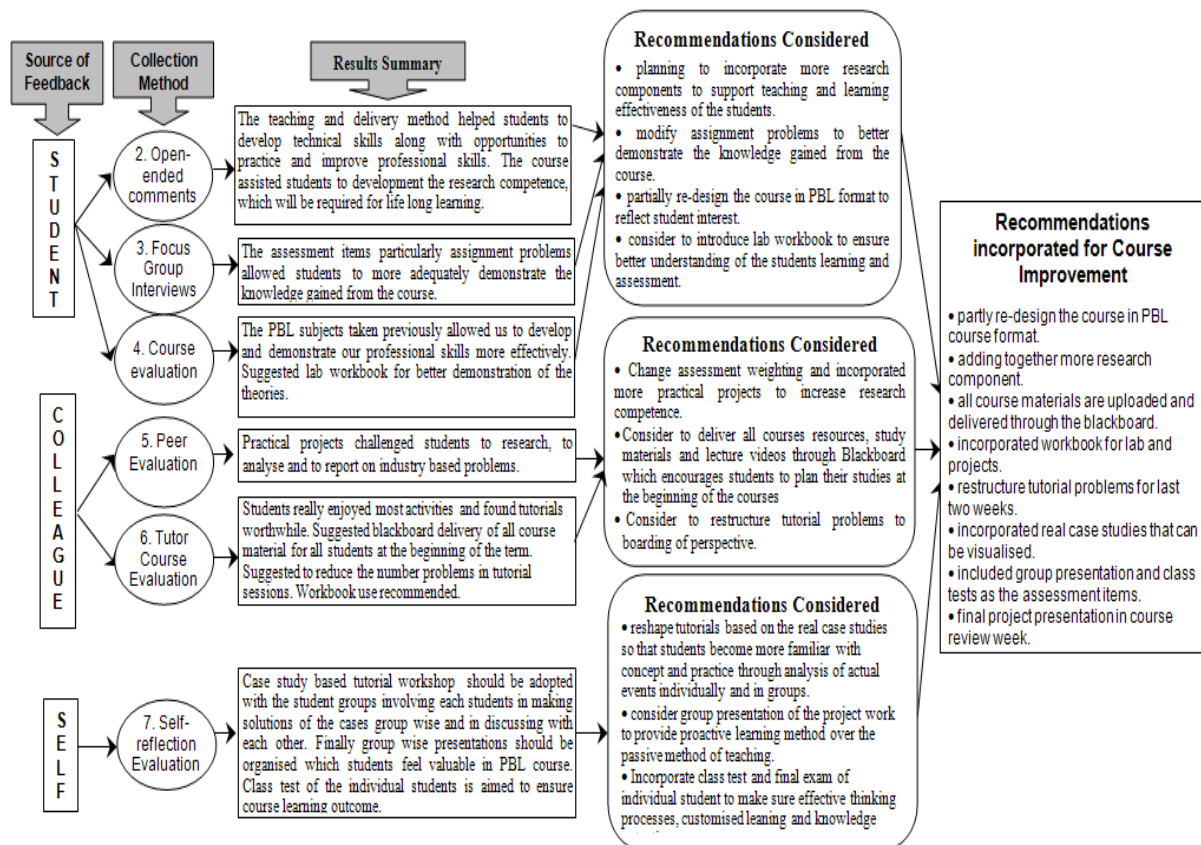 Source of
Feedback
Collection
Method
Results Summary
S
T
U
D
E
N
T
2. Open-
ended
comments
The teaching and delivery method helped students to
develop technical skills along with opportunities to
practice and improve professional skills. The course
assisted students to development the research competence,
which will be required for life long learning.
3. Focus
Group
Interviews
The assessment items particularly assignment problems
allowed students to more adequately demonstrate the
knowledge gained from the course.
4. Course
evaluation
The PBL subjects taken previously allowed us to develop
and demonstrate our professional skills more effectively.
Suggested lab workbook for better demonstration of the
theories.
Recommendations Considered
• planning to incorporate more research
components to support teaching and learning
effectiveness of the students.
• modify assignment problems to better
demonstrate the knowledge gained from the
course.
• partially re-design the course in PBL format to
reflect student interest.
• consider to introduce lab workbook to ensure
better understanding of the students learning and
assessment.
C
O
L
L
E
A
G
U
E
5. Peer
Evaluation
Practical projects challenged students to research, to
analyse and to report on industry based problems.
6. Tutor
Course
Evaluation
Students really enjoyed most activities and found tutorials
worthwhile. Suggested blackboard delivery of all course
material for all students at the beginning of the term.
Suggested to reduce the number problems in tutorial
sessions. Workbook use recommended.
Recommendations Considered
• Change assessment weighting and incorporated
more practical projects to increase research
competence.
• Consider to deliver all courses resources, study
materials and lecture videos through Blackboard
which encourages students to plan their studies at
the beginning of the courses
• Consider to restructure tutorial problems to
boarding of perspective.
S
E
L
F
7. Self-
reflection
Evaluation
Case study based tutorial workshop should be adopted
with the student groups involving each students in making
solutions of the cases group wise and in discussing with
each other. Finally group wise presentations should be
organised which students feel valuable in PBL course.
Class test of the individual students is aimed to ensure
course learning outcome.
Recommendations Considered
• reshape tutorials based on the real case studies
so that students become more familiar with
concept and practice through analysis of actual
events individually and in groups.
• consider group presentation of the project work
to provide proactive learning method over the
passive method of teaching.
• Incorporate class test and final exam of
individual student to make sure effective thinking
processes, customised leaning and knowledge
Recommendations
incorporated for Course
Improvement
• partly re-design the course in PBL
course format.
• adding together more research
component.
• all course materials are uploaded and
delivered through the blackboard.
• incorporated workbook for lab and
projects.
• restructure tutorial problems for last
two weeks.
• incorporated real case studies that can
be visualised.
• included group presentation and class
tests as the assessment items.
• final project presentation in course
review week.